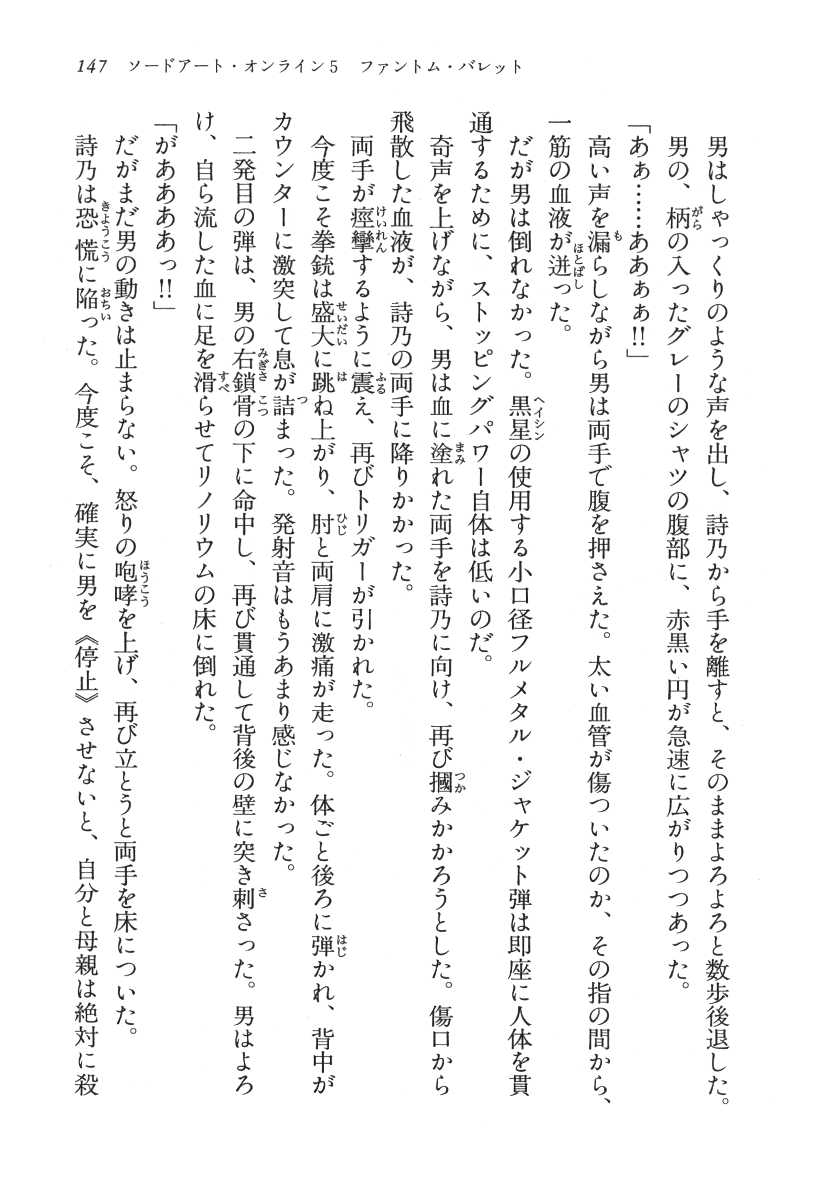 147　ソードアート・オンライン5　ファントム・バレット
男はしゃっくりのような声を出し、詩乃から手を離すと、そのままよろよろと数歩後退した。
男の、柄の入ったグレーのシャツの腹部に、赤黒い円が急速に広がりつつあった。
「あぁ……ああぁぁ!!」
高い声を漏らしながら男は両手で腹を押さえた。太い血管が傷ついたのか、その指の間から、
一筋の血液が迸った。
だが男は倒れなかった。黒星の使用する小口径フルメタル・ジャケット弾は即座に人体を貫
通するために、ストッピングパワー自体は低いのだ。
奇声を上げながら、男は血に塗れた両手を詩乃に向け、再び摑みかかろうとした。傷口から
飛散した血液が、詩乃の両手に降りかかった。
両手が痙攣するように震え、再びトリガーが引かれた。
今度こそ拳銃は盛大に跳ね上がり、肘と両肩に激痛が走った。体ごと後ろに弾かれ、背中が
カウンターに激突して息が詰まった。発射音はもうあまり感じなかった。
二発目の弾は、男の右鎖骨の下に命中し、再び貫通して背後の壁に突き刺さった。男はよろ
け、自ら流した血に足を滑らせてリノリウムの床に倒れた。
「がああああっ!!」
だがまだ男の動きは止まらない。怒りの咆哮を上げ、再び立とうと両手を床についた。
詩乃は恐慌に陥った。今度こそ、確実に男を《停止》させないと、自分と母親は絶対に殺